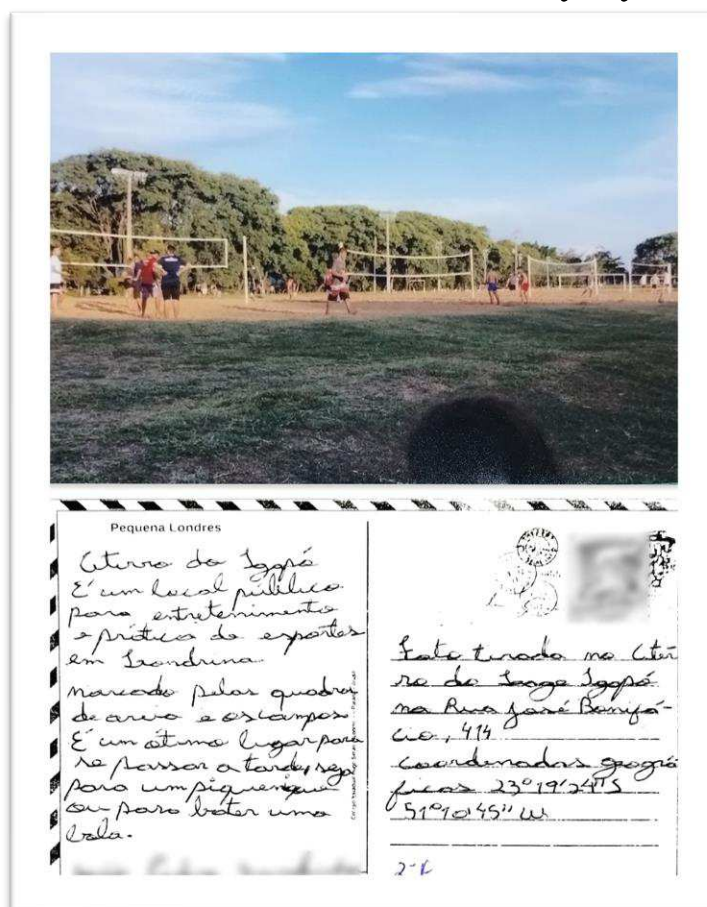 Pequena Londres
Aterro do Igapó
É um local público
para entretenimento
e prática de esportes
em Londrina.
marcado pelas quadra
de areia e os campos
É um ótimo lugar para
se passar a tarde, seja
para um piquenique
ou para bater uma
bola.
Foto tirada no Ater
ro do Lago Igapó
na Rua José Bonifá-
cio, 414
coordenadas geográ
ficas 23°19'24"S
51°10'45" W